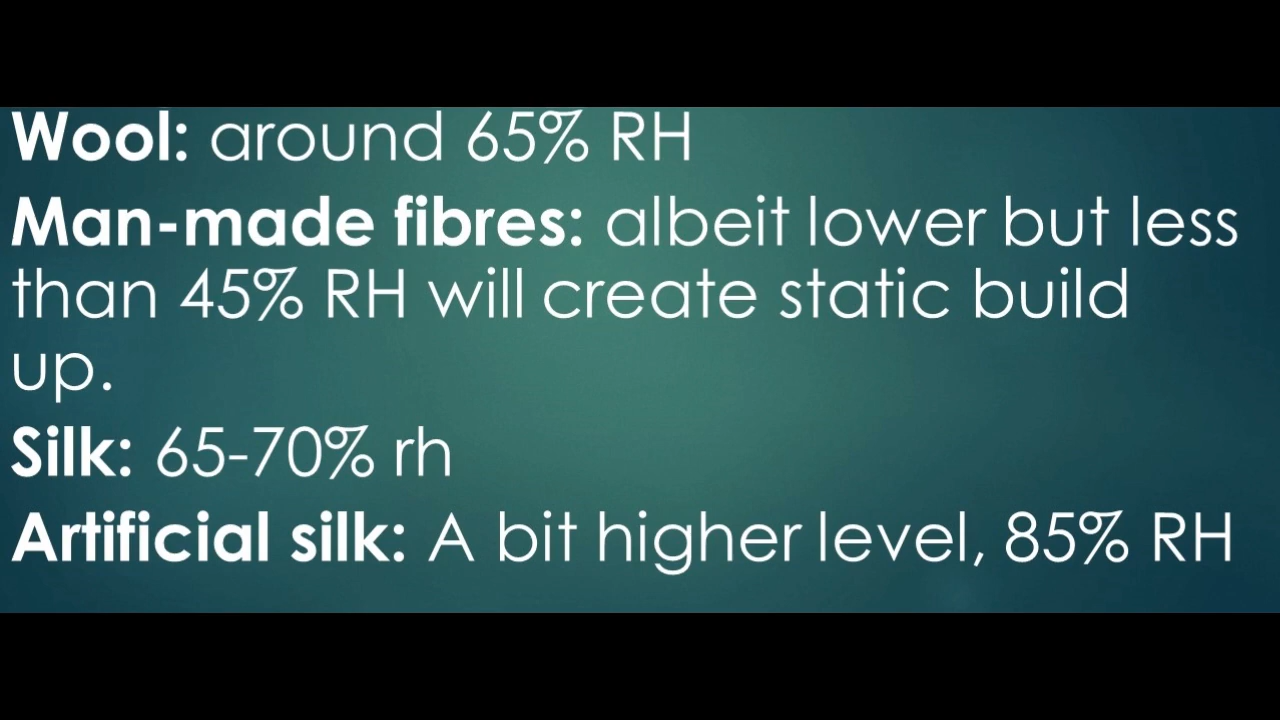 Wool: around 65% RH
Man-made fibres: albeit lower but less
than 45% RH will create static build
up.
Silk: 65-70% rh
Artificial silk: A bit higher level, 85% RH